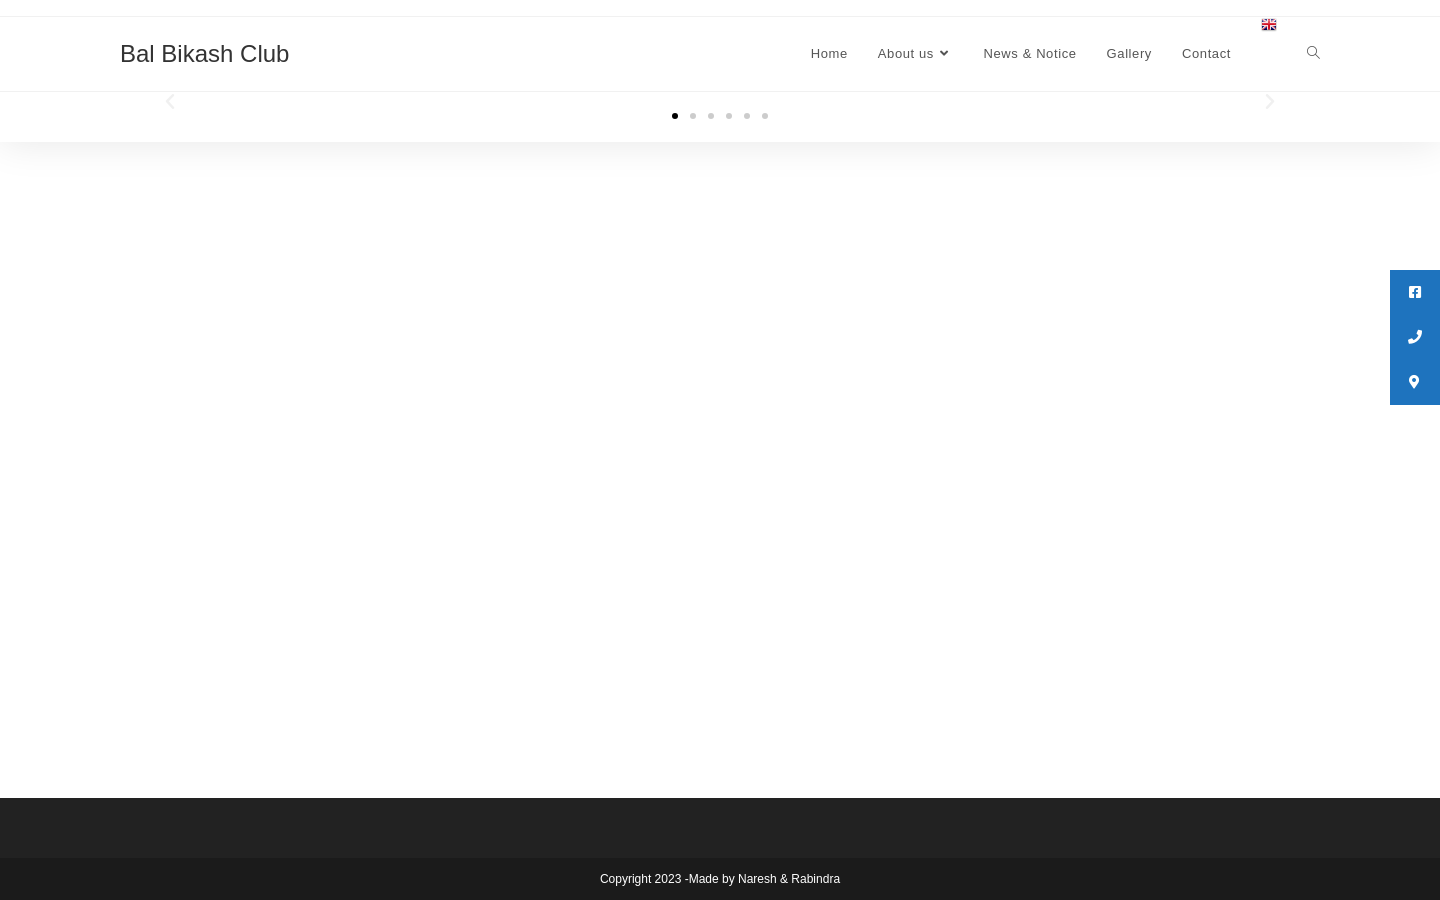 Bal Bikash Club
Home
About us
News & Notice
Gallery
Contact
Copyright 2023 -Made by Naresh & Rabindra